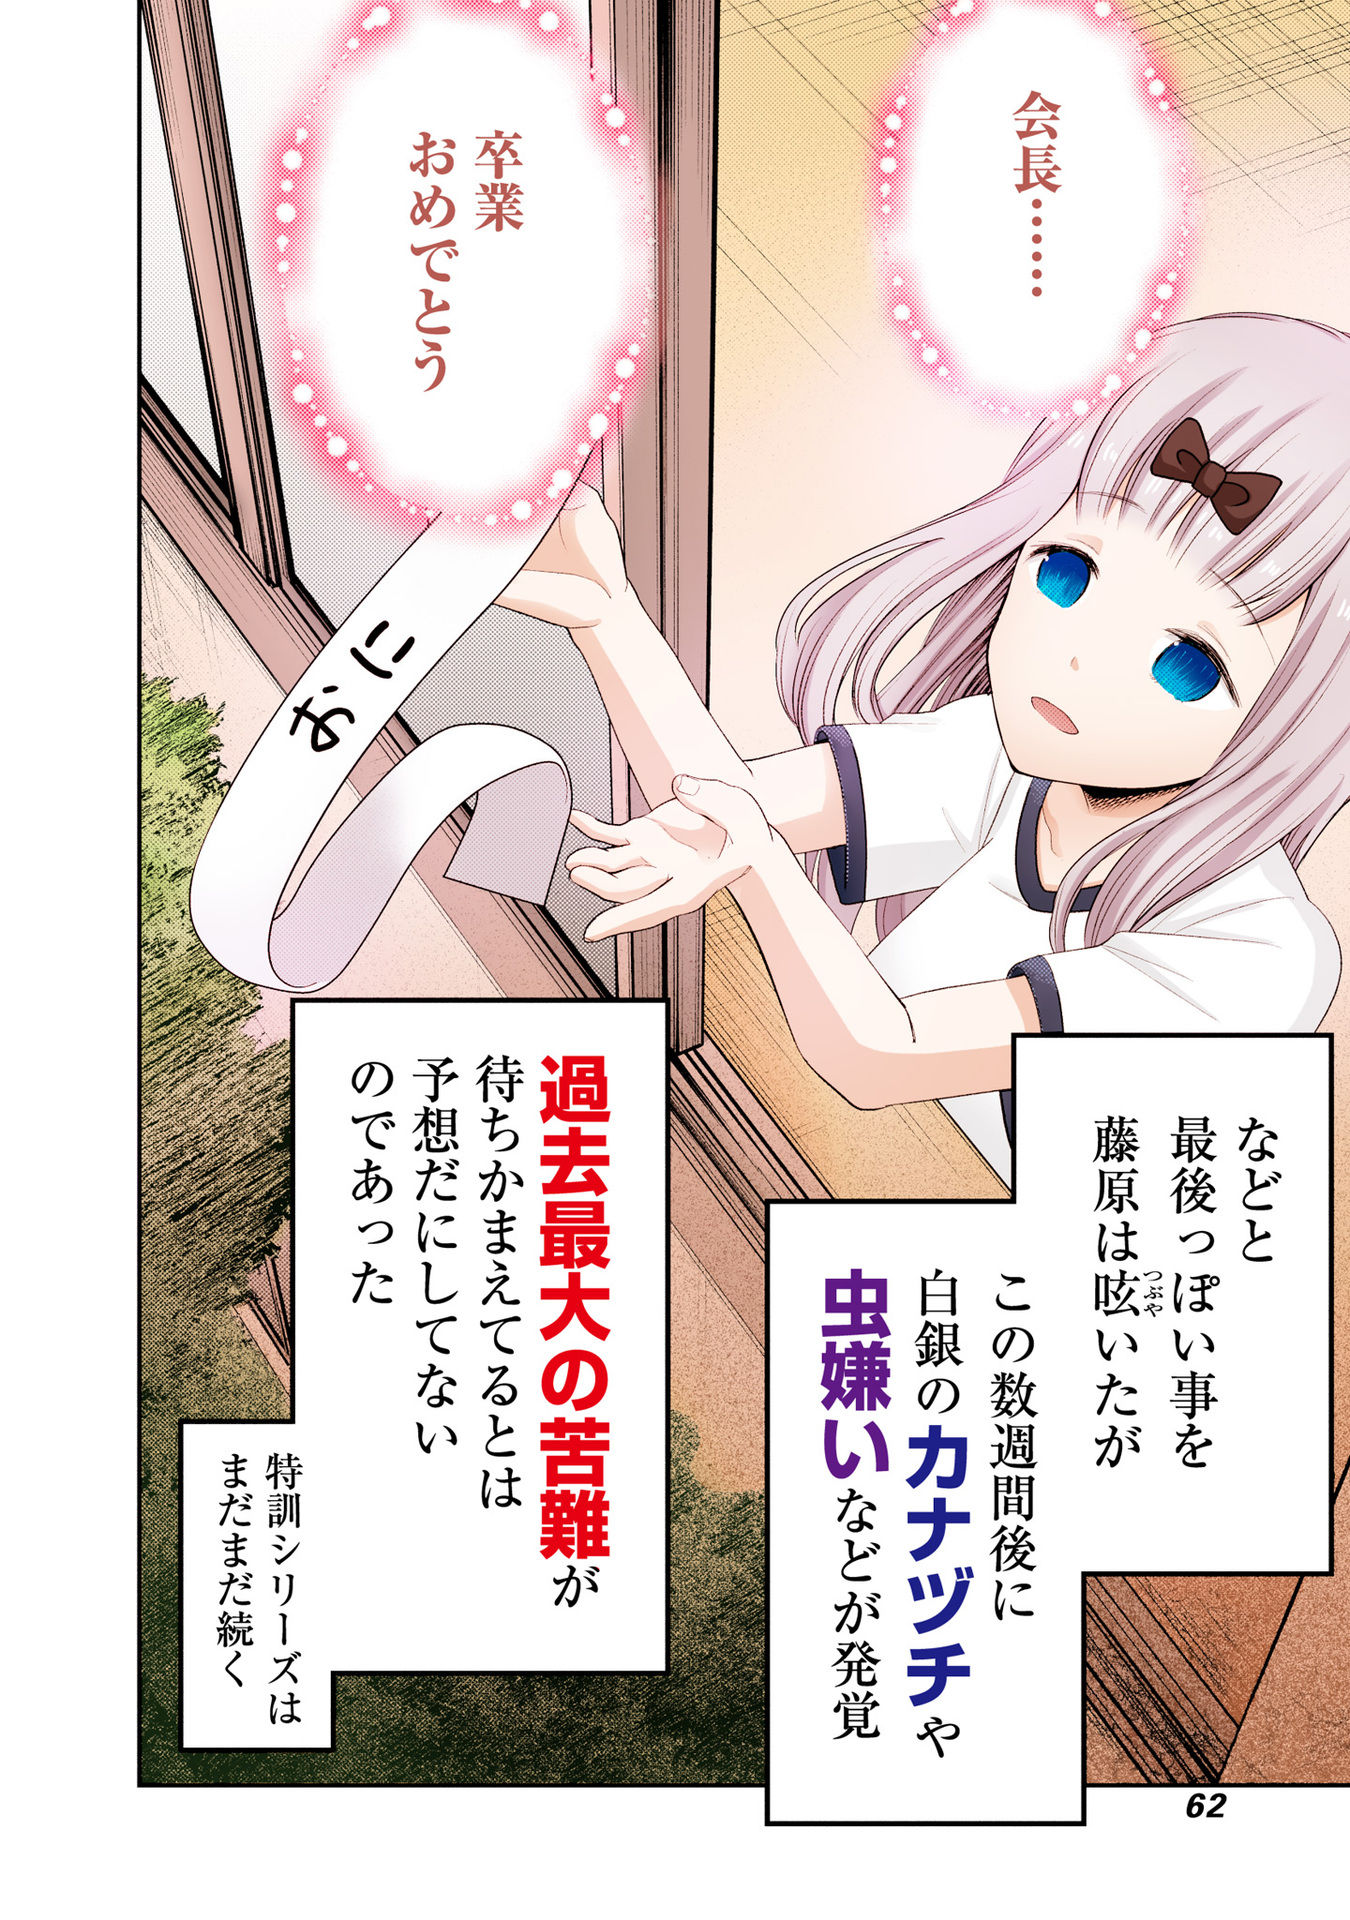 会長……
卒業
おめでとう
おに
などと
最後っぽい事を
藤原は呟いたが
つぶや
この数週間後に
白銀のカナヅチや
虫嫌いなどが発覚
過去最大の苦難が
待ちかまえてるとは
予想だにしてない
のであった
特訓シリーズは
まだまだ続く
62